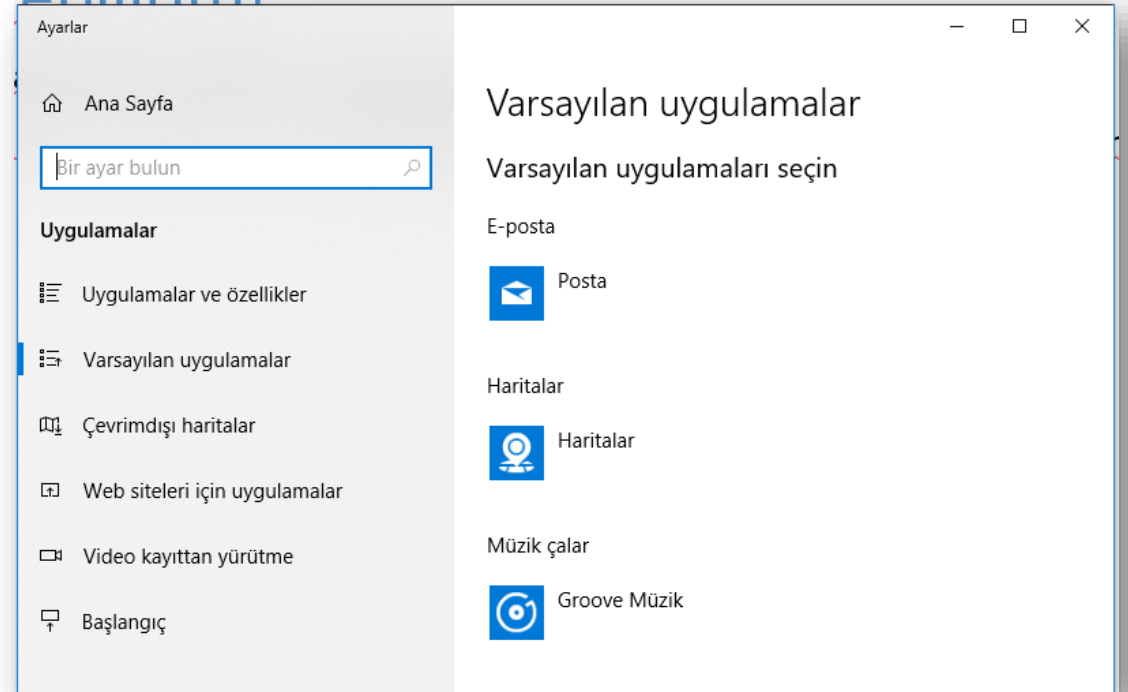 Ayarlar
Ana Sayfa
Bir ayar bulun
Uygulamalar
Uygulamalar ve özellikler
Varsayılan uygulamalar
Çevrimdışı haritalar
Web siteleri için uygulamalar
Video kayıttan yürütme
Başlangıç
Varsayılan uygulamalar
Varsayılan uygulamaları seçin
E-posta
Posta
Haritalar
Haritalar
Müzik çalar
Groove Müzik